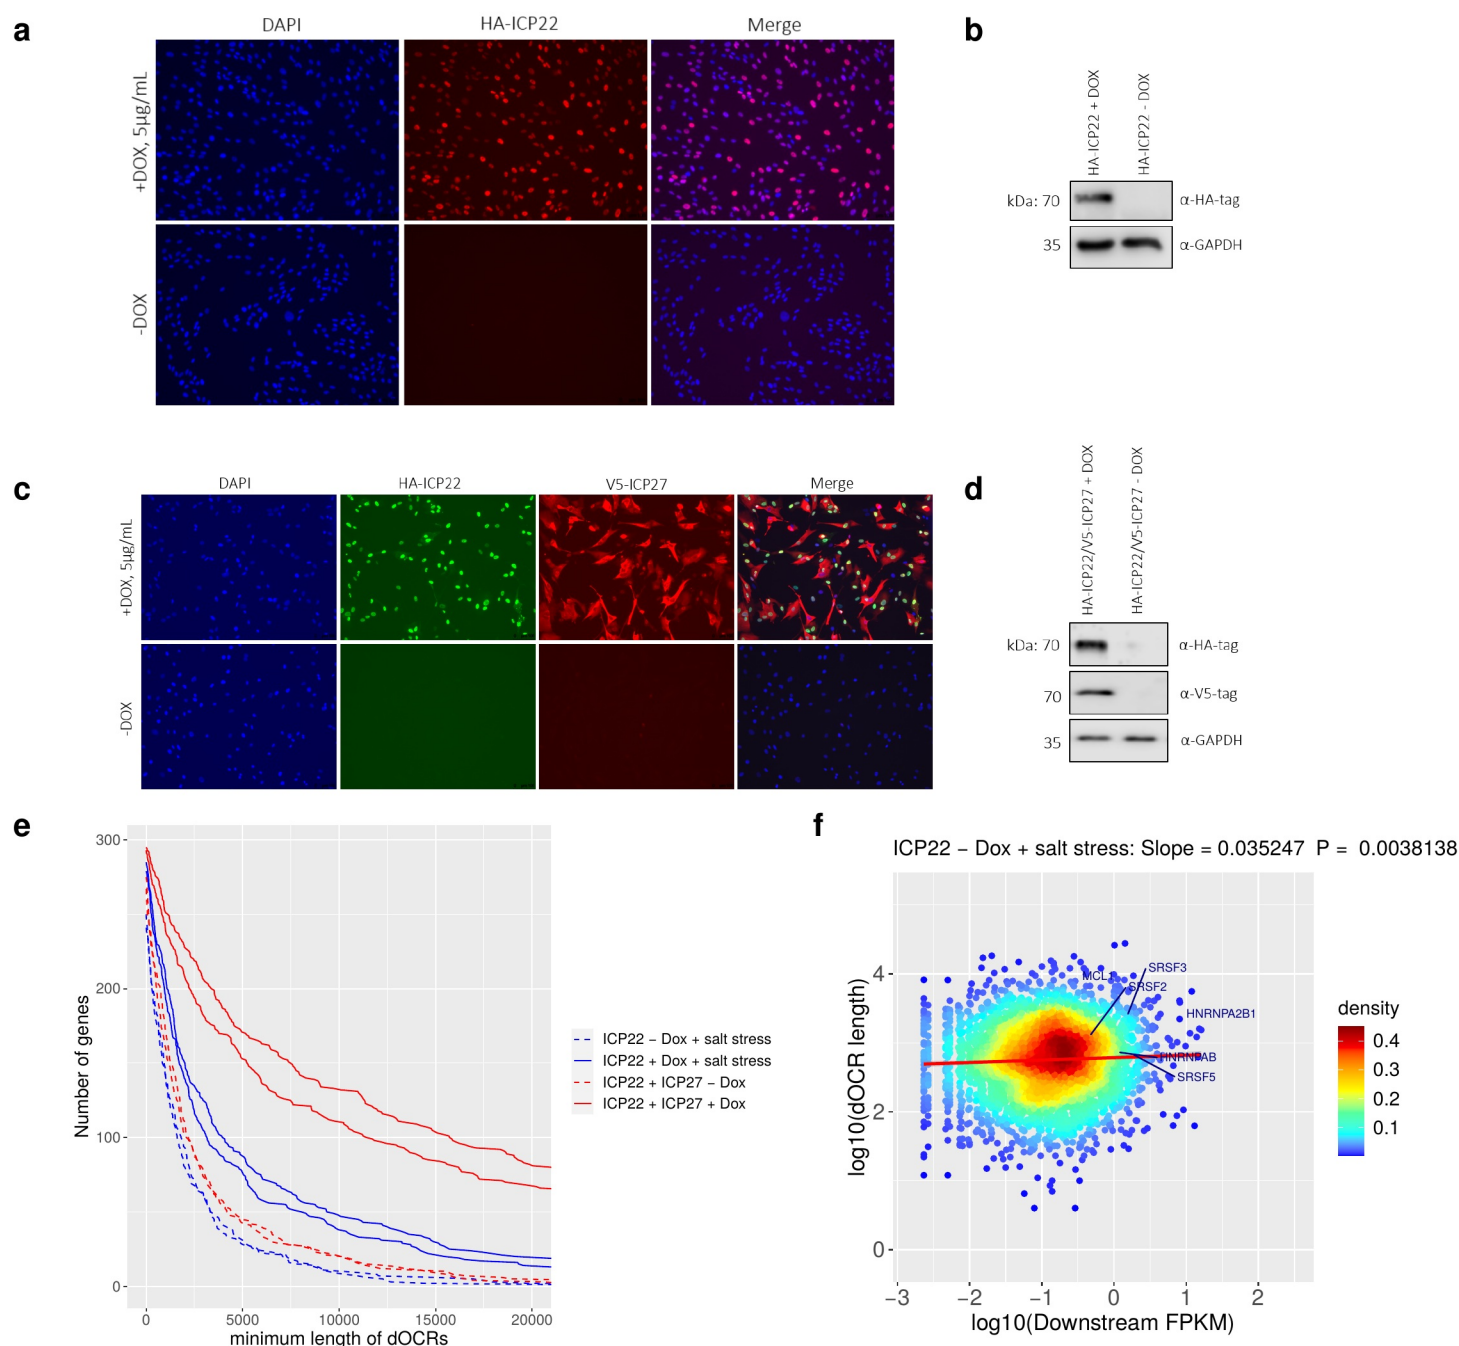 a
DAPI
HA-ICP22
Merge
+DOX, 5µg/mL
-DOX
b
HA-ICP22 + DOX
HA-ICP22 - DOX
kDa: 70
α-HA-tag
35
α-GAPDH
c
DAPI
HA-ICP22
V5-ICP27
Merge
+DOX, 5µg/mL
-DOX
d
HA-ICP22/V5-ICP27 + DOX
HA-ICP22/V5-ICP27 - DOX
kDa: 70
α-HA-tag
70
α-V5-tag
35
α-GAPDH
e
Number of genes
300
200
100
0
0
5000
10000
15000
20000
minimum length of dOCRs
ICP22 − Dox + salt stress
ICP22 + Dox + salt stress
ICP22 + ICP27 − Dox
ICP22 + ICP27 + Dox
f
ICP22 − Dox + salt stress: Slope = 0.035247 P = 0.0038138
log10(dOCR length)
4
2
0
MCL1
SRSF3
SRSF2
HNRNPA2B1
HNRNPAB
SRSF5
−3
−2
−1
0
1
2
log10(Downstream FPKM)
density
0.4
0.3
0.2
0.1